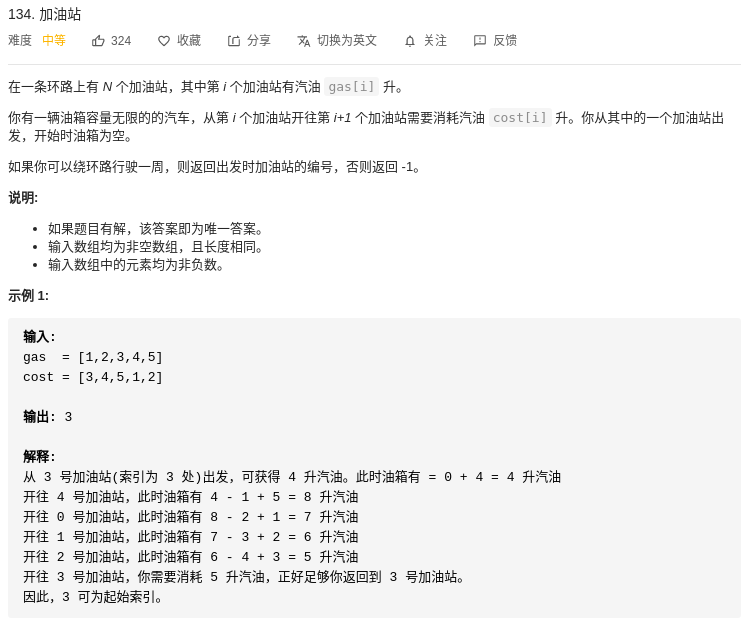 134. 加油站
难度 中等 324 收藏 分享 切换为英文 关注 反馈
在一条环路上有 N 个加油站，其中第 i 个加油站有汽油 gas[i] 升。
你有一辆油箱容量无限的的汽车，从第 i 个加油站开往第 i+1 个加油站需要消耗汽油 cost[i] 升。你从其中的一个加油站出
发，开始时油箱为空。
如果你可以绕环路行驶一周，则返回出发时加油站的编号，否则返回 -1。
说明:
如果题目有解，该答案即为唯一答案。
输入数组均为非空数组，且长度相同。
输入数组中的元素均为非负数。
示例 1:
输入:
gas  = [1,2,3,4,5]
cost = [3,4,5,1,2]
输出: 3
解释:
从 3 号加油站(索引为 3 处)出发，可获得 4 升汽油。此时油箱有 = 0 + 4 = 4 升汽油
开往 4 号加油站，此时油箱有 4 - 1 + 5 = 8 升汽油
开往 0 号加油站，此时油箱有 8 - 2 + 1 = 7 升汽油
开往 1 号加油站，此时油箱有 7 - 3 + 2 = 6 升汽油
开往 2 号加油站，此时油箱有 6 - 4 + 3 = 5 升汽油
开往 3 号加油站，你需要消耗 5 升汽油，正好足够你返回到 3 号加油站。
因此，3 可为起始索引。